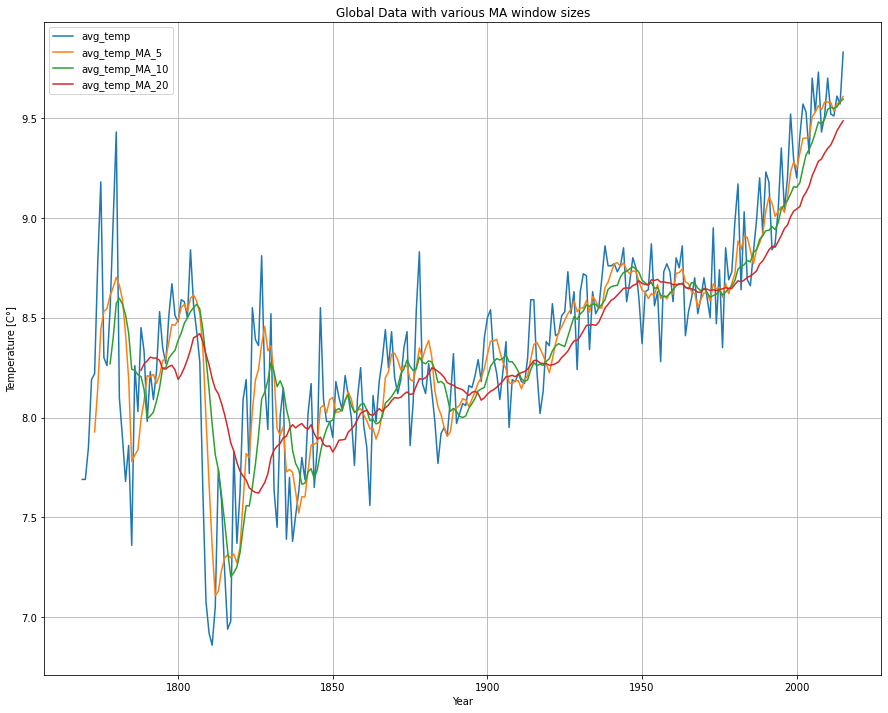 Global Data with various MA window sizes
avg_temp
avg_temp_MA_5
avg_temp_MA_10
avg_temp_MA_20
Temperature [C°]
9.5
9.0
8.5
8.0
7.5
7.0
1800 1850 1900 1950 2000
Year